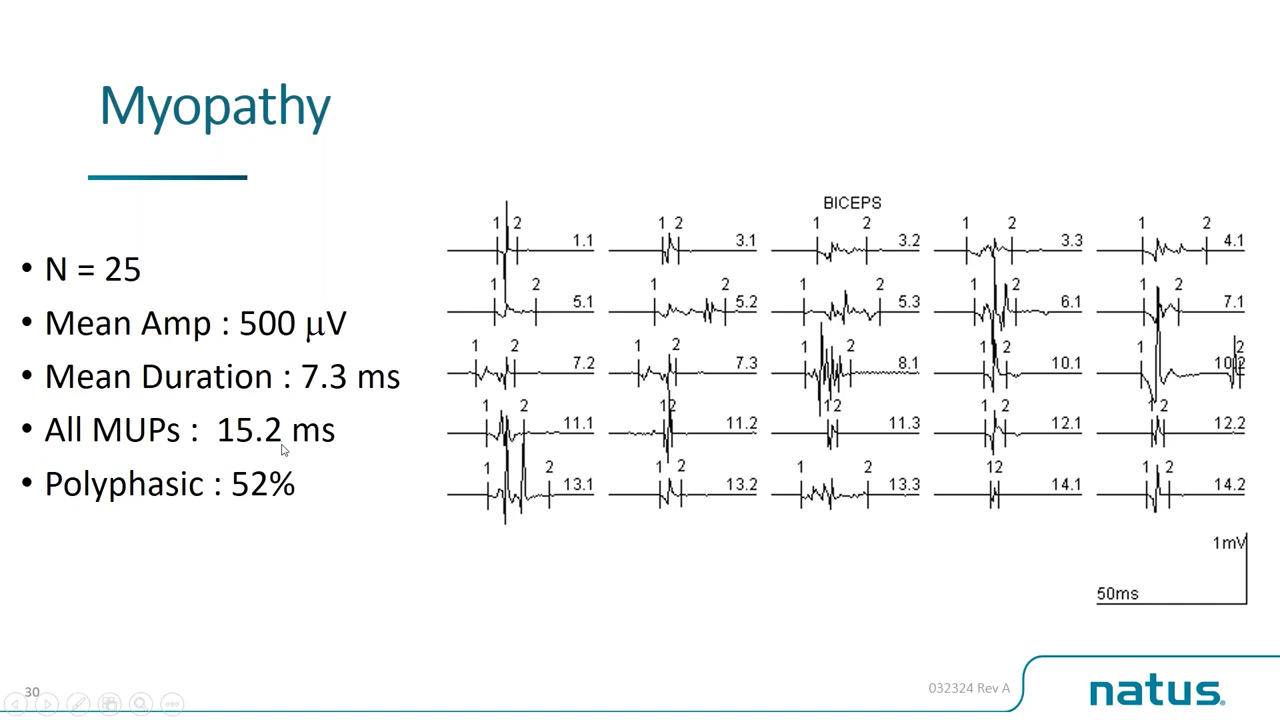 Myopathy
• N = 25
• Mean Amp : 500 μV
• Mean Duration : 7.3 ms
• All MUPs : 15.2 ms
• Polyphasic : 52%
BICEPS
1 2 1.1 1 2 3.1 1 2 3.2 1 2 3.3 1 2 4.1
1 2 5.1 1 2 5.2 1 2 5.3 1 2 6.1 1 2 7.1
1 2 7.2 1 2 7.3 1 2 8.1 1 2 10.1 1 2 10.2
1 2 11.1 12 11.2 12 11.3 1 2 12.1 1 2 12.2
1 2 13.1 1 2 13.2 1 2 13.3 12 14.1 1 2 14.2
1mV
50ms
30
032324 Rev A
natus.